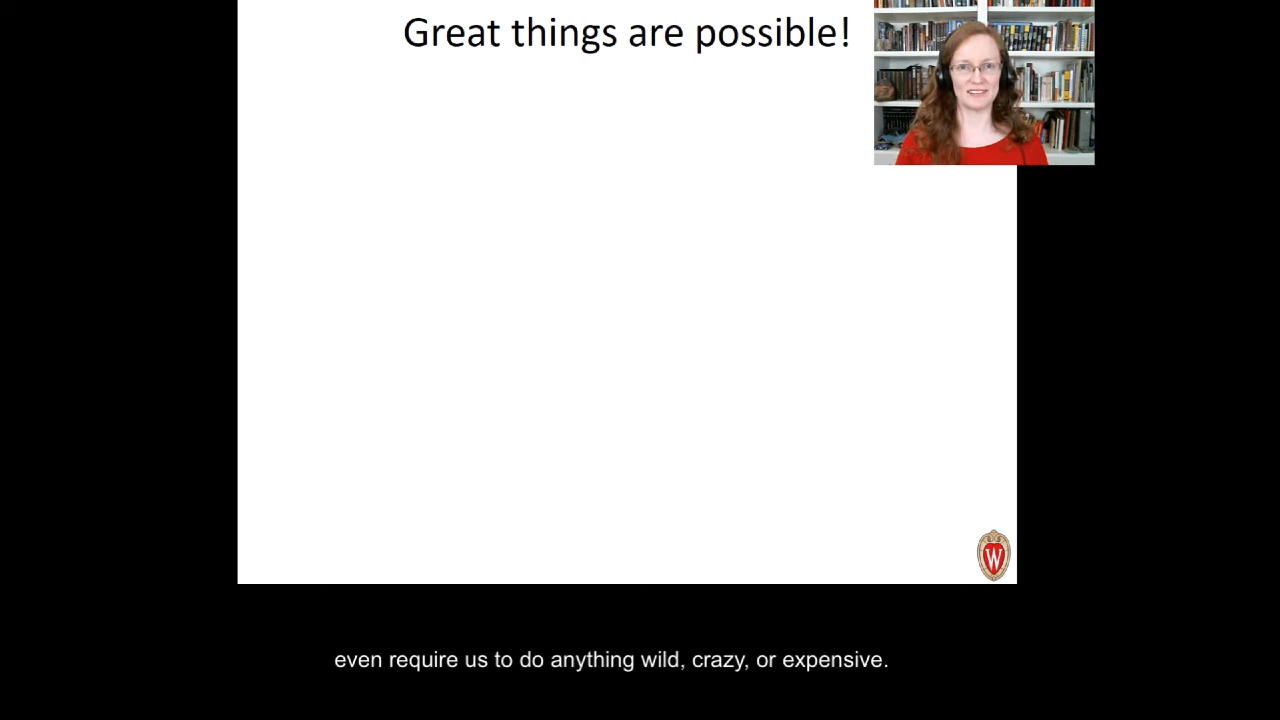 Great things are possible!
W
even require us to do anything wild, crazy, or expensive.